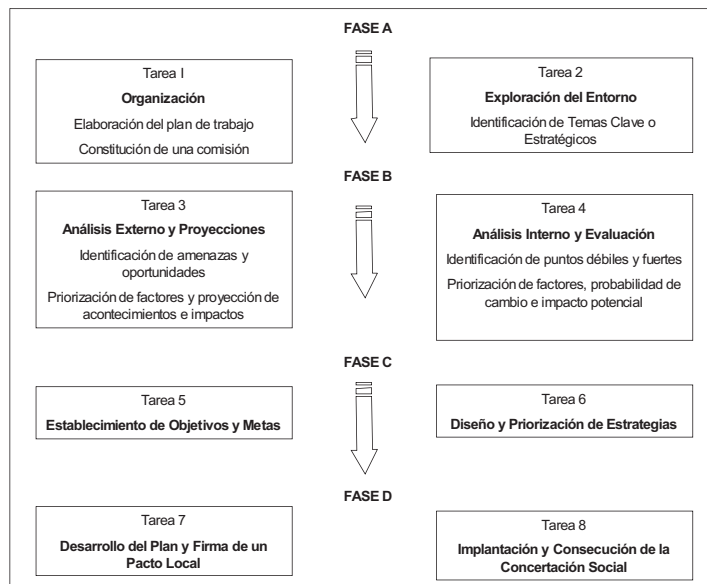 FASE A
Tarea I
Organización
Elaboración del plan de trabajo
Constitución de una comisión
Tarea 2
Exploración del Entorno
Identificación de Temas Clave o
Estratégicos
FASE B
Tarea 3
Análisis Externo y Proyecciones
Identificación de amenazas y
oportunidades
Priorización de factores y proyección de
acontecimientos e impactos
Tarea 4
Análisis Interno y Evaluación
Identificación de puntos débiles y fuertes
Priorización de factores, probabilidad de
cambio e impacto potencial
FASE C
Tarea 5
Establecimiento de Objetivos y Metas
Tarea 6
Diseño y Priorización de Estrategias
FASE D
Tarea 7
Desarrollo del Plan y Firma de un
Pacto Local
Tarea 8
Implantación y Consecución de la
Concertación Social